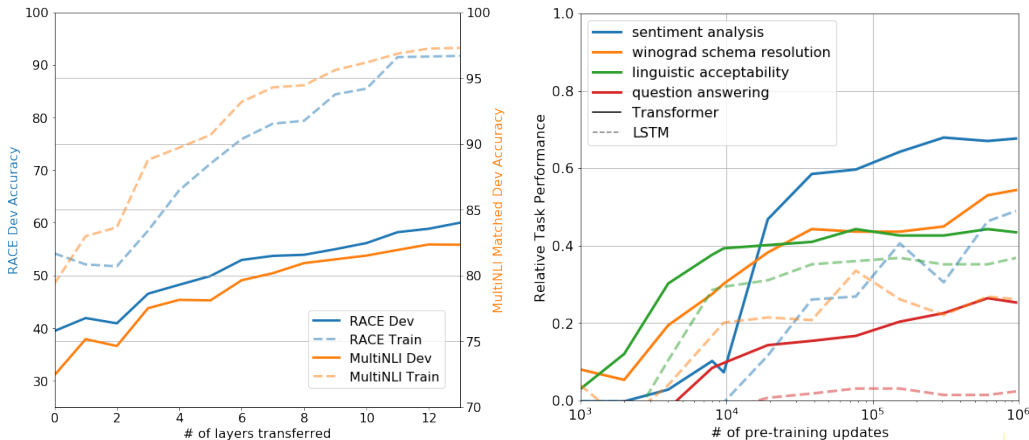 100
90
80
70
60
50
40
30
RACE Dev Accuracy
0
2
4
6
8
10
12
# of layers transferred
100
95
90
85
80
75
70
MultiNLI Matched Dev Accuracy
RACE Dev
RACE Train
MultiNLI Dev
MultiNLI Train
1.0
0.8
0.6
0.4
0.2
0.0
Relative Task Performance
sentiment analysis
winograd schema resolution
linguistic acceptability
question answering
Transformer
LSTM
10³
10⁴
10⁵
10⁶
# of pre-training updates